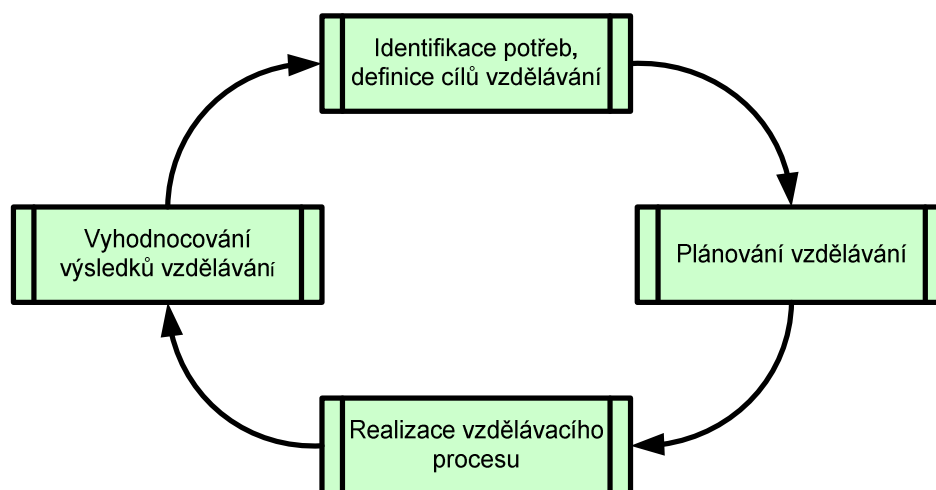 Identifikace potřeb,
definice cílů vzdělávání
Plánování vzdělávání
Realizace vzdělávacího
procesu
Vyhodnocování
výsledků vzdělávání